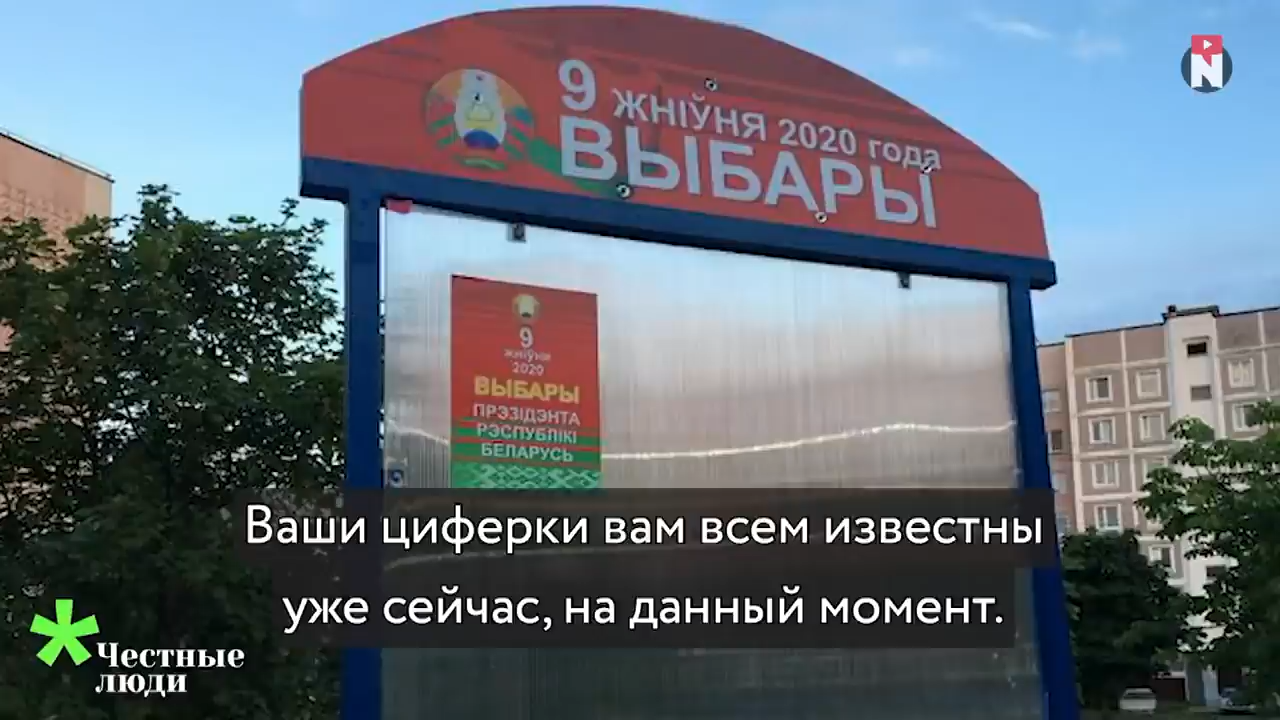 N
9 ЖНІЎНЯ 2020 года
ВЫБАРЫ
9
ЖНІЎНЯ
2020
ВЫБАРЫ
ПРЭЗІДЭНТА
РЭСПУБЛІКІ
БЕЛАРУСЬ
Ваши циферки вам всем известны
уже сейчас, на данный момент.
Честные
люди